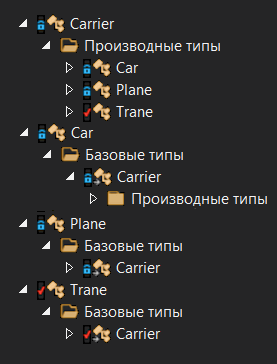 Carrier
Производные типы
Car
Plane
Trane
Car
Базовые типы
Carrier
Производные типы
Plane
Базовые типы
Carrier
Trane
Базовые типы
Carrier